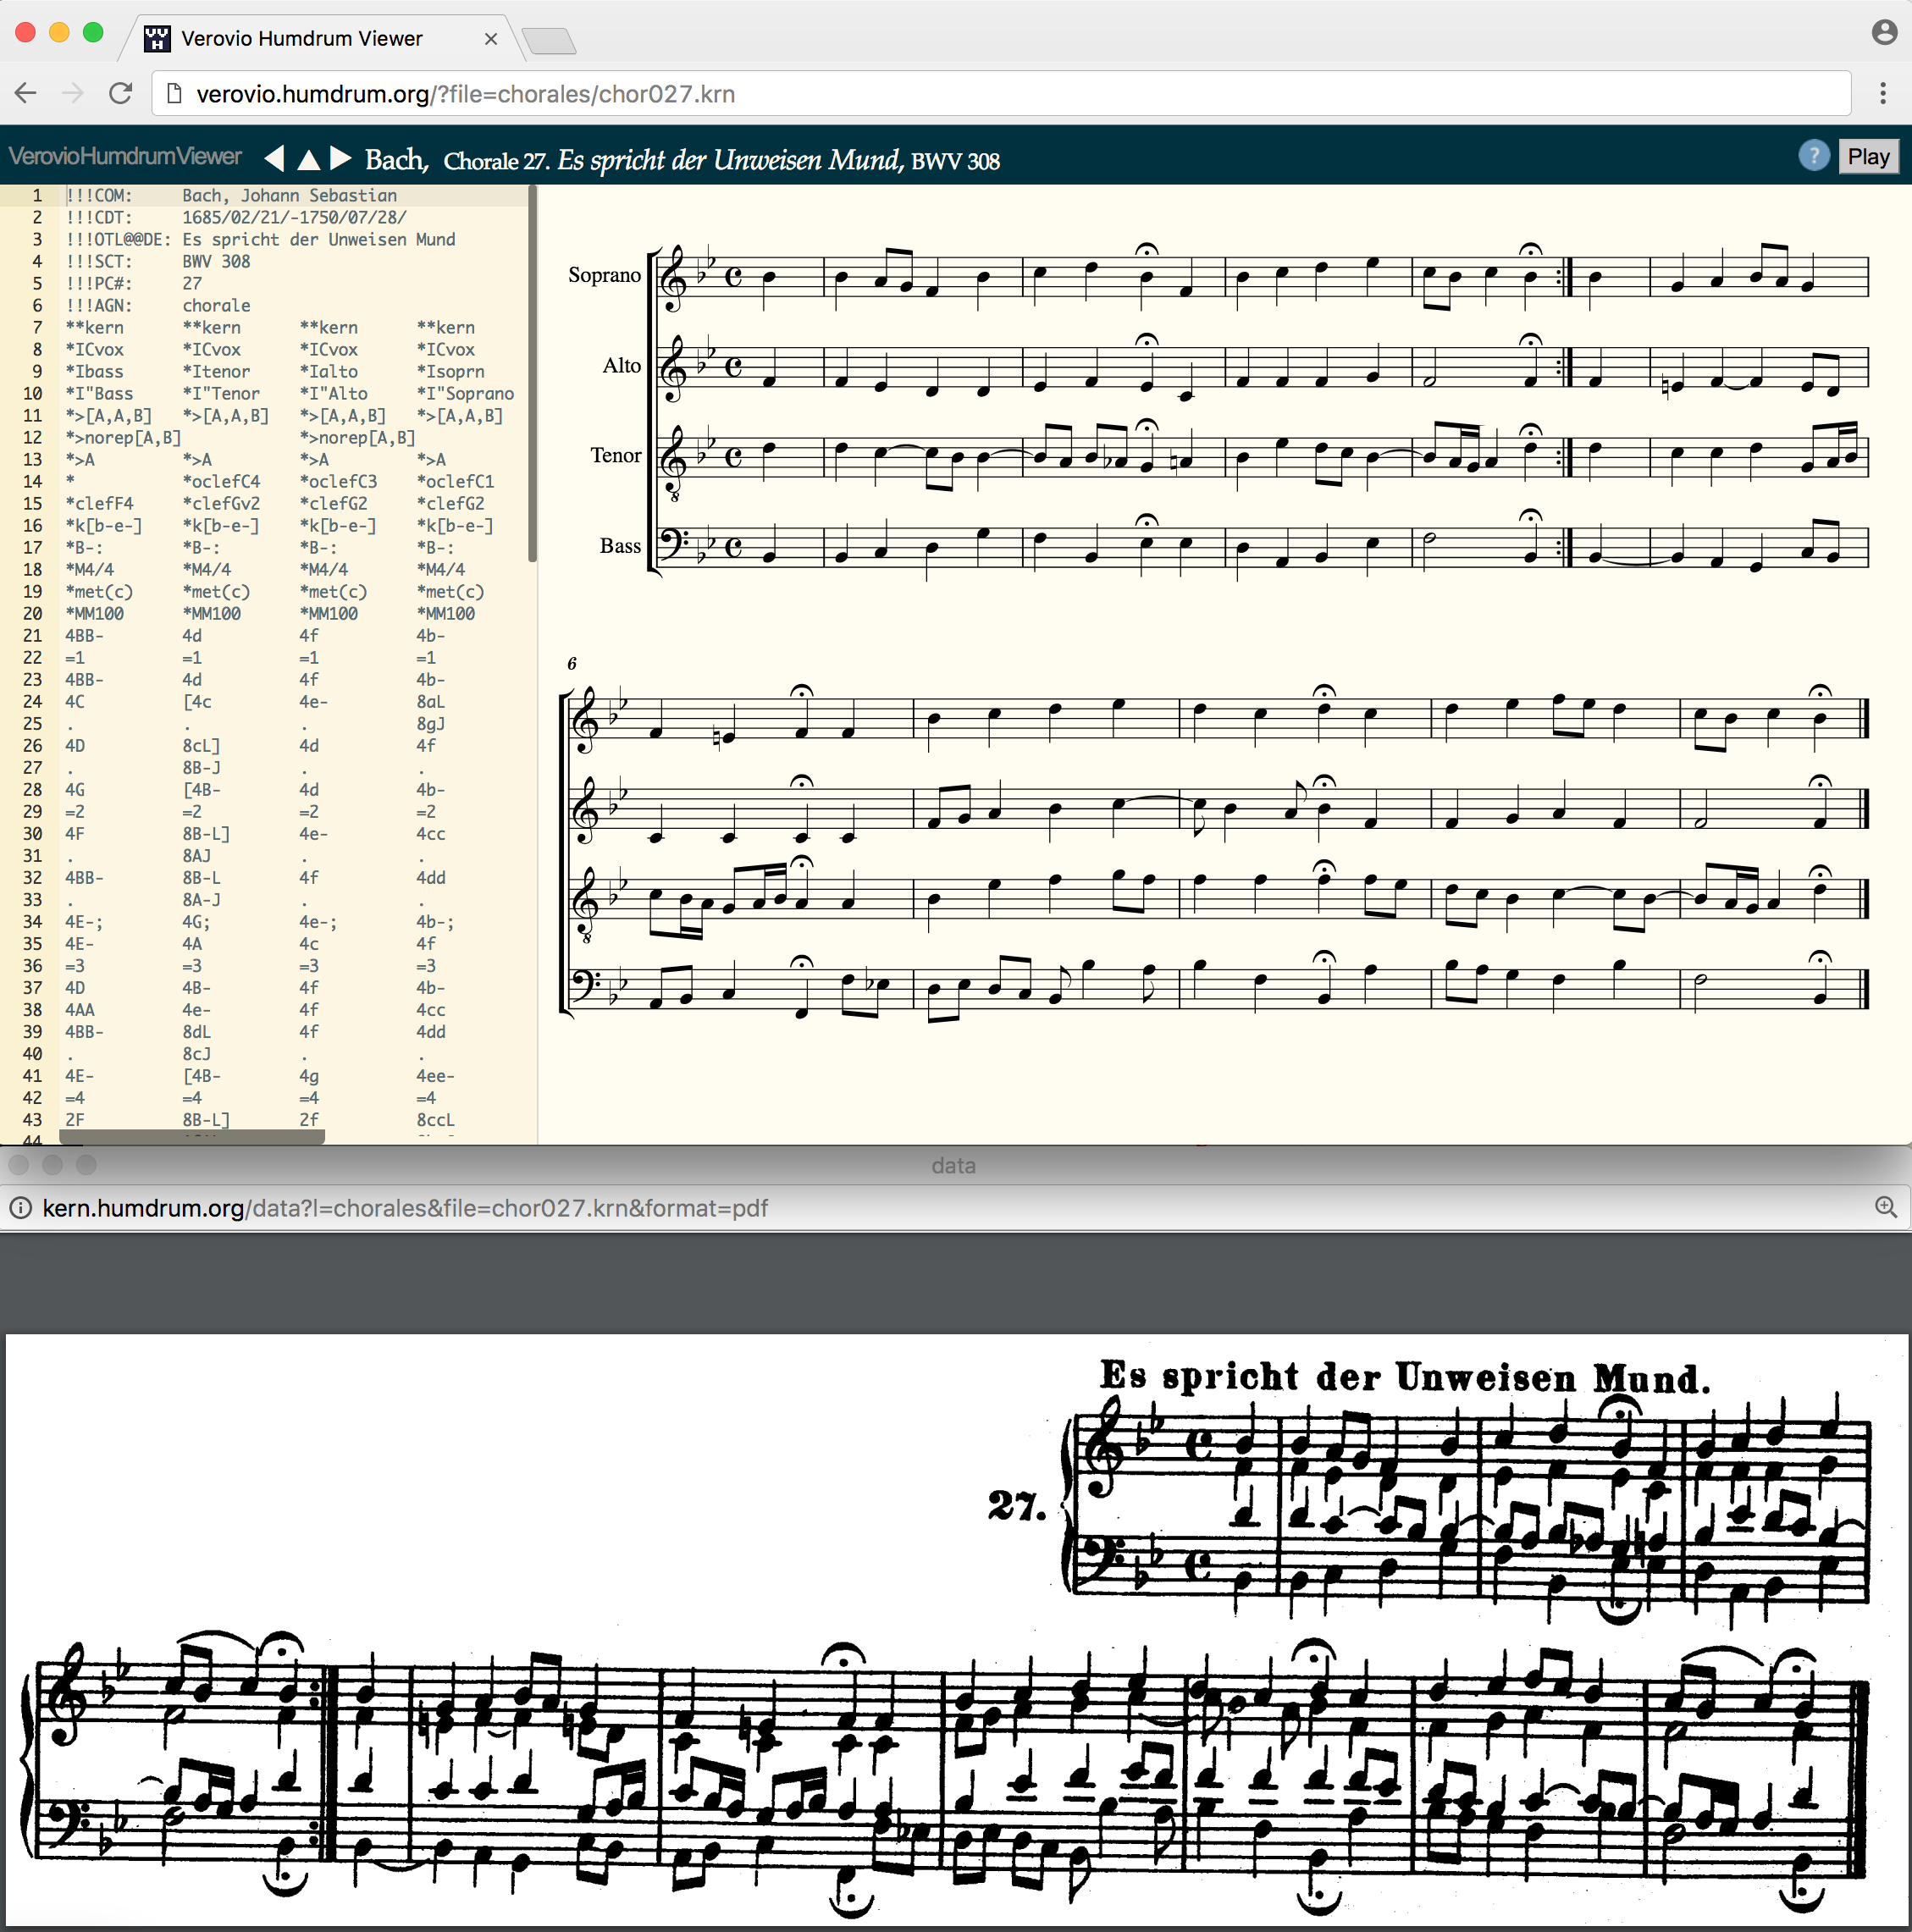 Verovio Humdrum Viewer
verovio.humdrum.org/?file=chorales/chor027.krn
VerovioHumdrumViewer Bach, Chorale 27. Es spricht der Unweisen Mund, BWV 308 ? Play
1 !!!COM: Bach, Johann Sebastian
2 !!!CDT: 1685/02/21/-1750/07/28/
3 !!!OTL@@DE: Es spricht der Unweisen Mund
4 !!!SCT: BWV 308
5 !!!PC#: 27
6 !!!AGN: chorale
7 **kern **kern **kern **kern
8 *ICvox *ICvox *ICvox *ICvox
9 *Ibass *Itenor *Ialto *Isoprn
10 *I"Bass *I"Tenor *I"Alto *I"Soprano
11 *>[A,A,B] *>[A,A,B] *>[A,A,B] *>[A,A,B]
12 *>norep[A,B] *>norep[A,B]
13 *>A *>A *>A *>A
14 * *oclefC4 *oclefC3 *oclefC1
15 *clefF4 *clefGv2 *clefG2 *clefG2
16 *k[b-e-] *k[b-e-] *k[b-e-] *k[b-e-]
17 *B-: *B-: *B-: *B-:
18 *M4/4 *M4/4 *M4/4 *M4/4
19 *met(c) *met(c) *met(c) *met(c)
20 *MM100 *MM100 *MM100 *MM100
21 4BB- 4d 4f 4b-
22 =1 =1 =1 =1
23 4BB- 4d 4f 4b-
24 4C [4c 4e- 8aL
25 . . . 8gJ
26 4D 8cL] 4d 4f
27 . 8B-J . .
28 4G [4B- 4d 4b-
29 =2 =2 =2 =2
30 4F 8B-L] 4e- 4cc
31 . 8AJ . .
32 4BB- 8B-L 4f 4dd
33 . 8A-J . .
34 4E-; 4G; 4e-; 4b-;
35 4E- 4A 4c 4f
36 =3 =3 =3 =3
37 4D 4B- 4f 4b-
38 4AA 4e- 4f 4cc
39 4BB- 8dL 4f 4dd
40 . 8cJ . .
41 4E- [4B- 4g 4ee-
42 =4 =4 =4 =4
43 2F 8B-L] 2f 8ccL
44
Soprano
Alto
Tenor
8
Bass
6
8
data
kern.humdrum.org/data?l=chorales&file=chor027.krn&format=pdf
Es spricht der Unweisen Mund.
27.